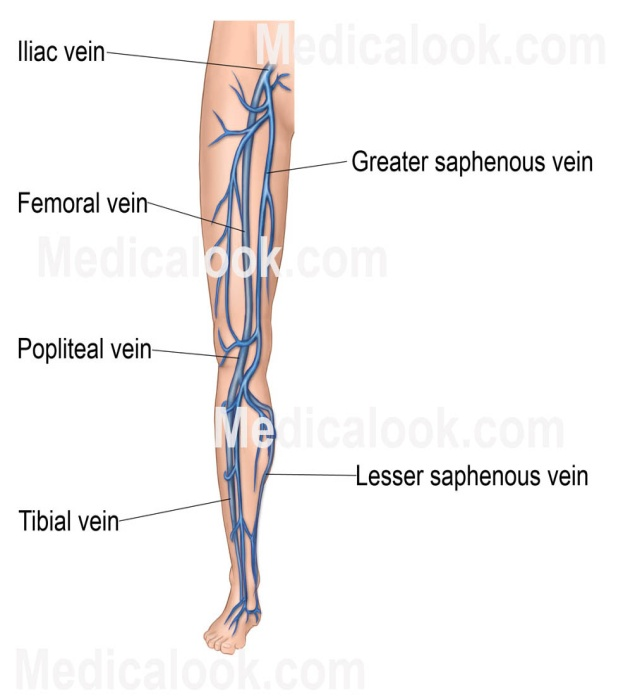 Medicalook.com
Iliac vein
Greater saphenous vein
Femoral vein
Medicalook.com
Popliteal vein
Medicalook.com
Lesser saphenous vein
Tibial vein
Medicalook.com